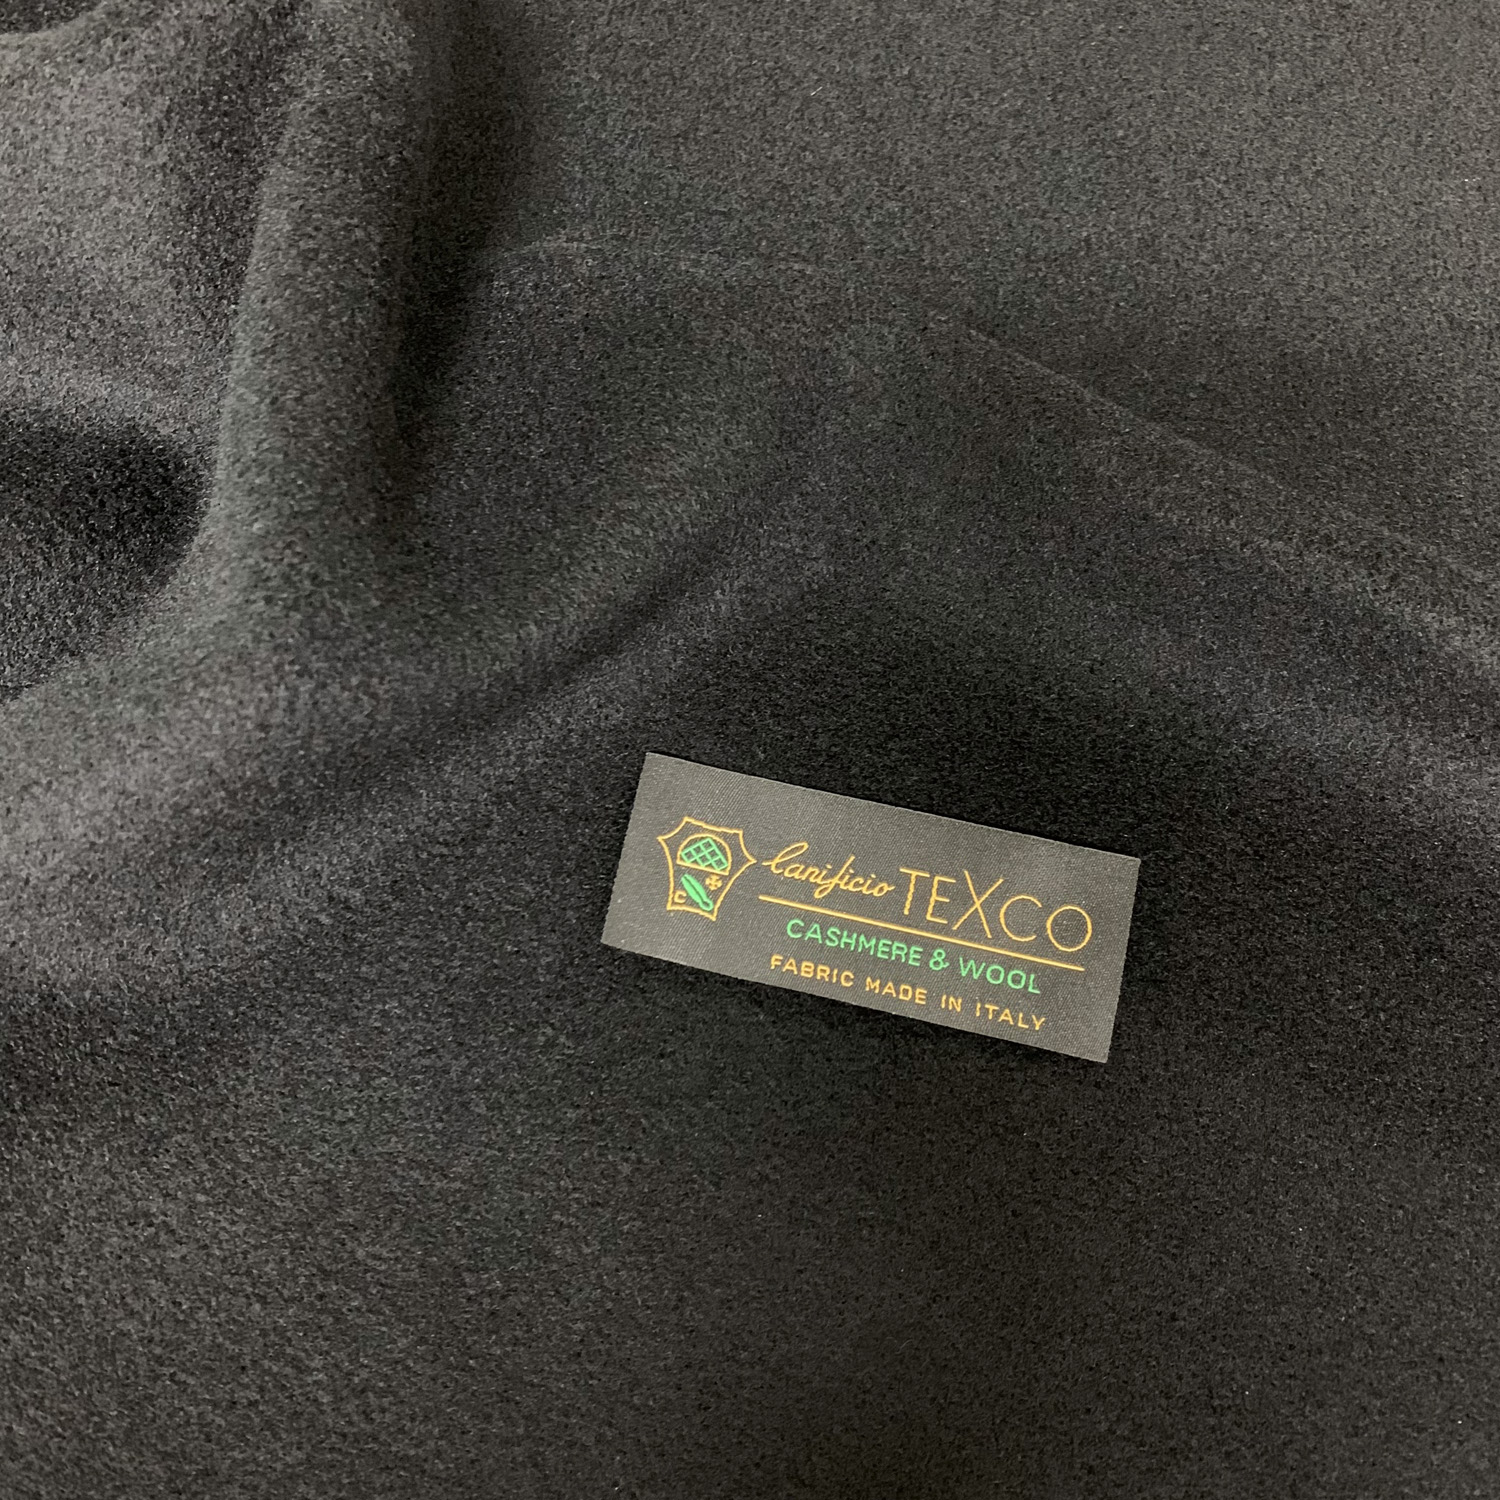 Lanificio TEXCO
C
CASHMERE & WOOL
FABRIC MADE IN ITALY